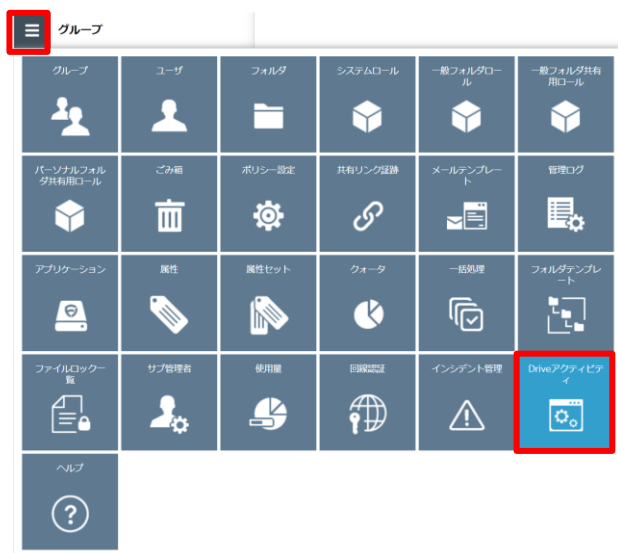 グループ
グループ
ユーザ
フォルダ
システムロール
一般フォルダロー
ル
一般フォルダ共有
用ロール
パーソナルフォル
ダ共有用ロール
ごみ箱
ポリシー設定
共有リンク証跡
メールテンプレー
ト
管理ログ
アプリケーション
属性
属性セット
クォータ
一括処理
フォルダテンプレ
ート
ファイルロック一
覧
サブ管理者
使用量
回線認証
インシデント管理
Driveアクティビテ
ィ
ヘルプ